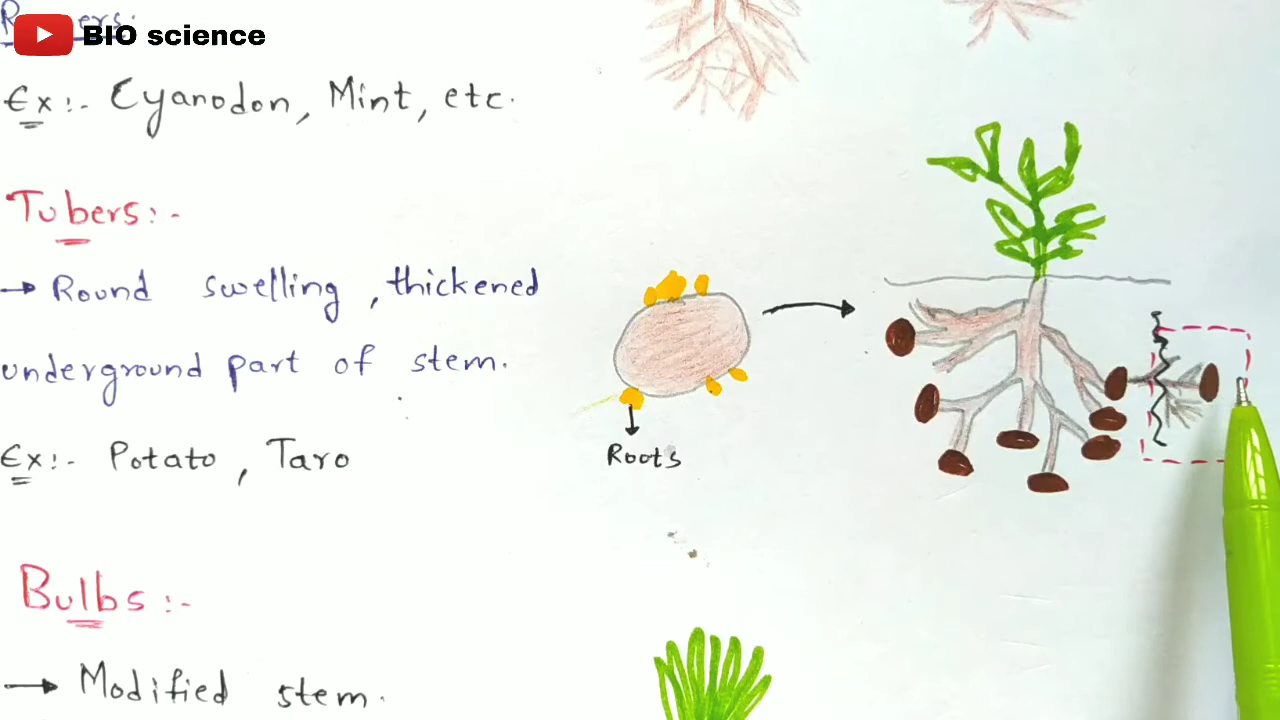 BIO science
Ex:- Cyanodon, Mint, etc.
Tubers:-
→ Round swelling, thickened
underground part of stem.
Ex:- Potato, Taro
Roots
Bulbs:-
→ Modified stem.